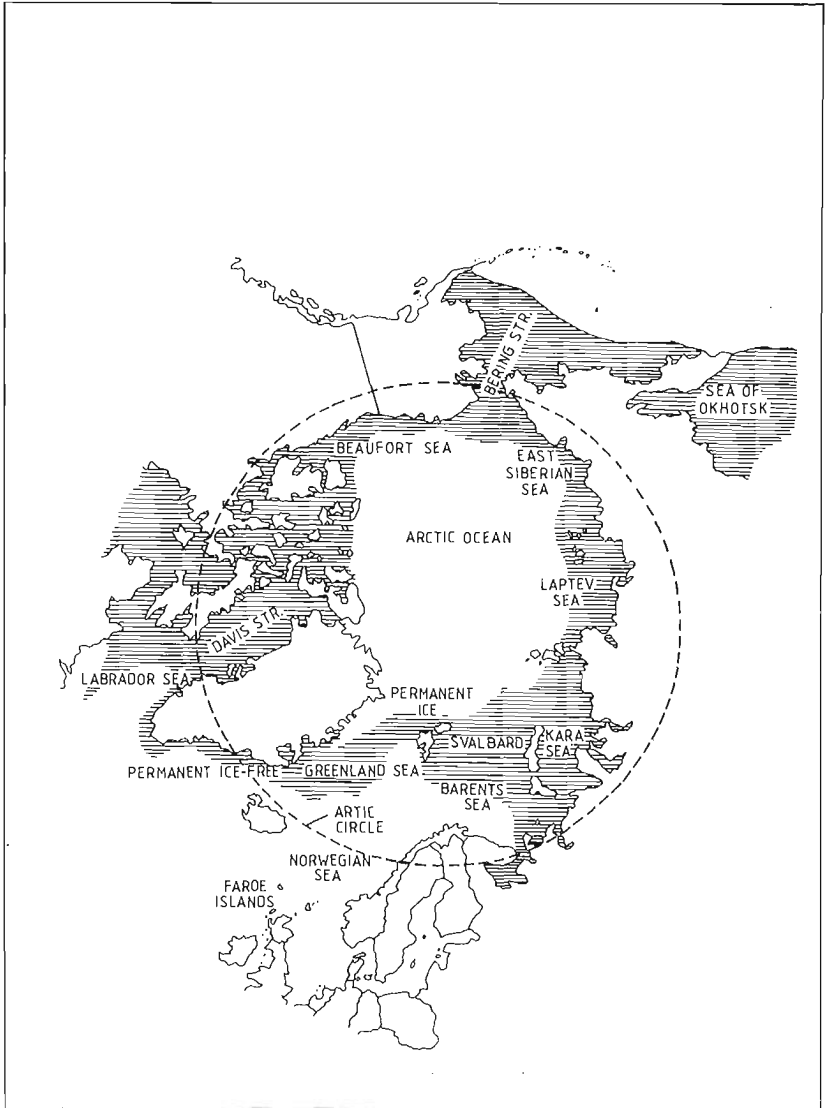 BERING STR.
SEA OF
OKHOTSK
BEAUFORT SEA
EAST
SIBERIAN
SEA
ARCTIC OCEAN
LAPTEV
SEA
DAVIS STR.
LABRADOR SEA
PERMANENT
ICE
SVALBARD
KARA
SEA
PERMANENT ICE-FREE
GREENLAND SEA
BARENTS
SEA
ARTIC
CIRCLE
NORWEGIAN
SEA
FAROE
ISLANDS